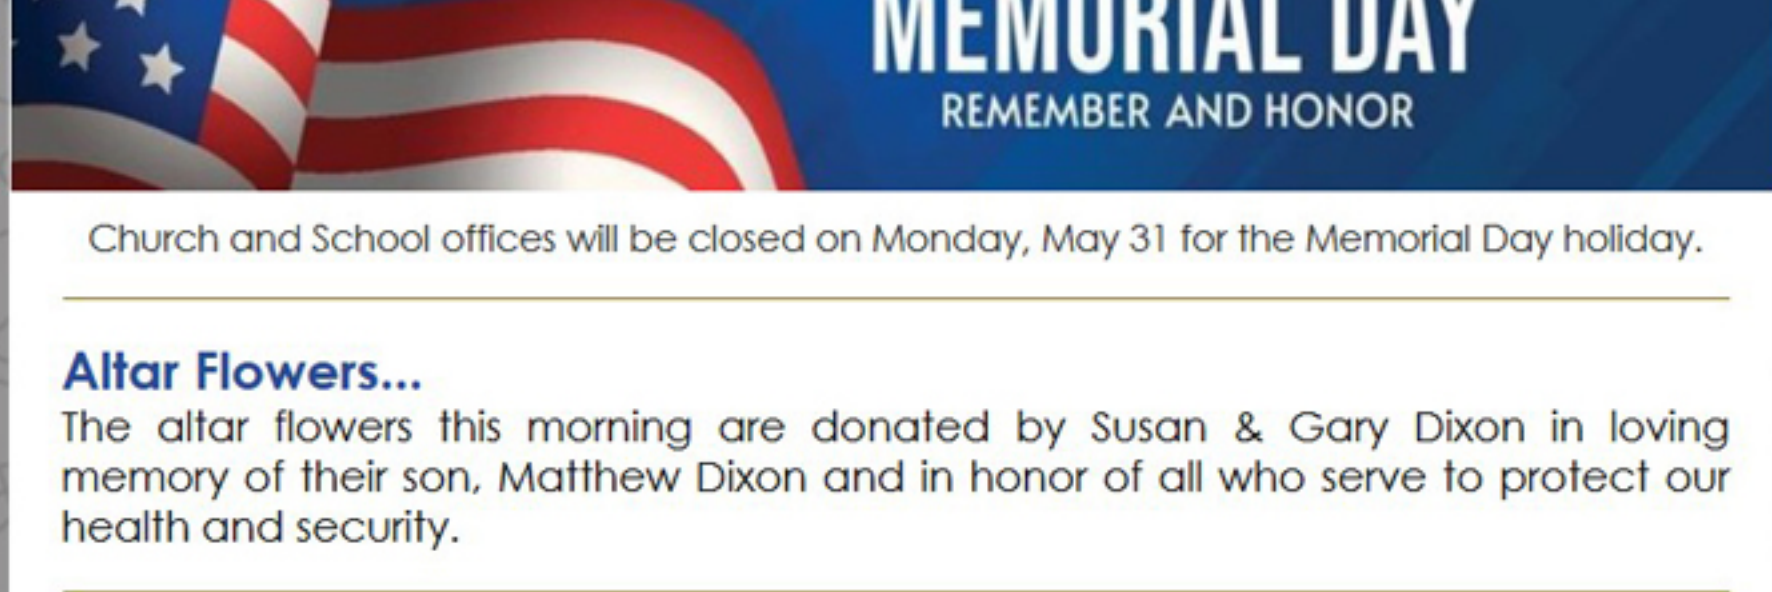 MEMORIAL DAY
REMEMBER AND HONOR
Church and School offices will be closed on Monday, May 31 for the Memorial Day holiday.
Altar Flowers...
The altar flowers this morning are donated by Susan & Gary Dixon in loving
memory of their son, Matthew Dixon and in honor of all who serve to protect our
health and security.